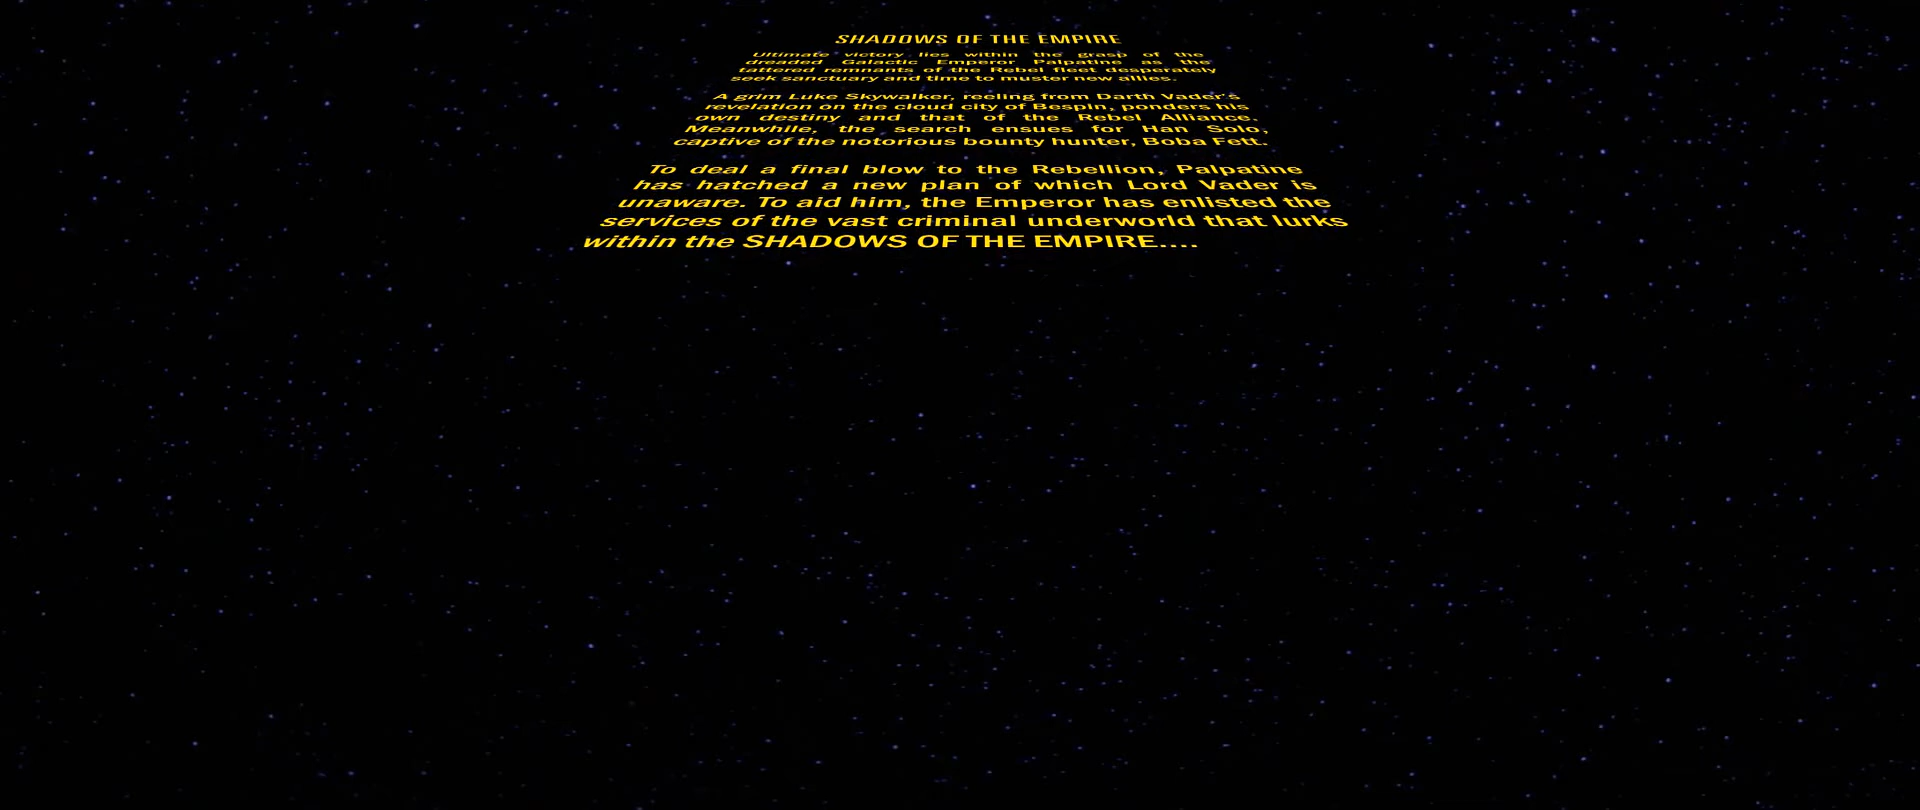 SHADOWS OF THE EMPIRE
Ultimate victory lies within the grasp of the
dreaded Galactic Emperor Palpatine as the
tattered remnants of the Rebel fleet desperately
seek sanctuary and time to muster new allies.
A grim Luke Skywalker, reeling from Darth Vader's
revelation on the cloud city of Bespin, ponders his
own destiny and that of the Rebel Alliance.
Meanwhile, the search ensues for Han Solo,
captive of the notorious bounty hunter, Boba Fett.
To deal a final blow to the Rebellion, Palpatine
has hatched a new plan of which Lord Vader is
unaware. To aid him, the Emperor has enlisted the
services of the vast criminal underworld that lurks
within the SHADOWS OF THE EMPIRE....